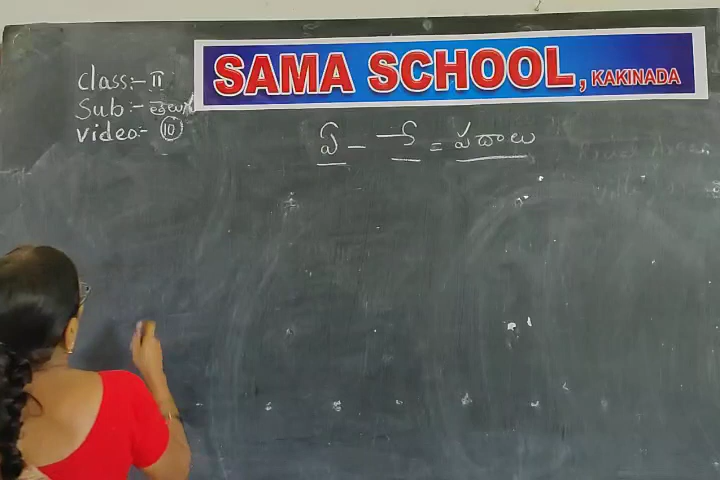 SAMA SCHOOL, KAKINADA
Class:- II
Sub:- తెలుగు
Video:- 10
= పదాలు